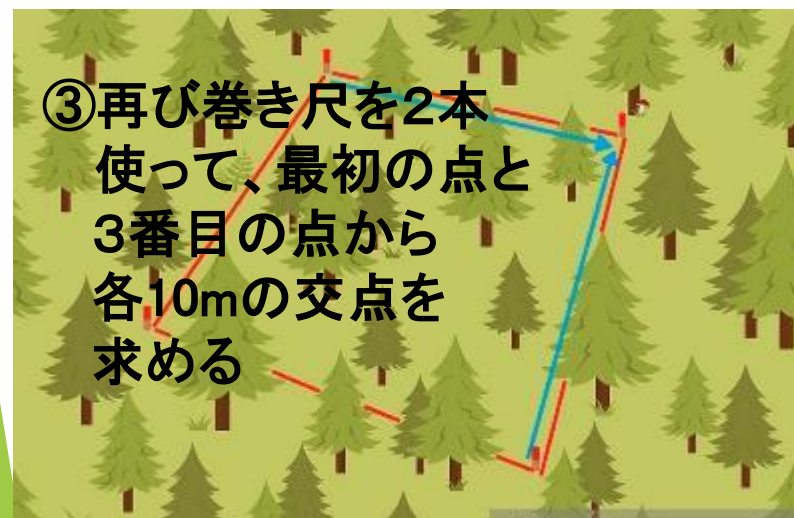 ③再び巻き尺を２本
使って、最初の点と
３番目の点から
各10mの交点を
求める